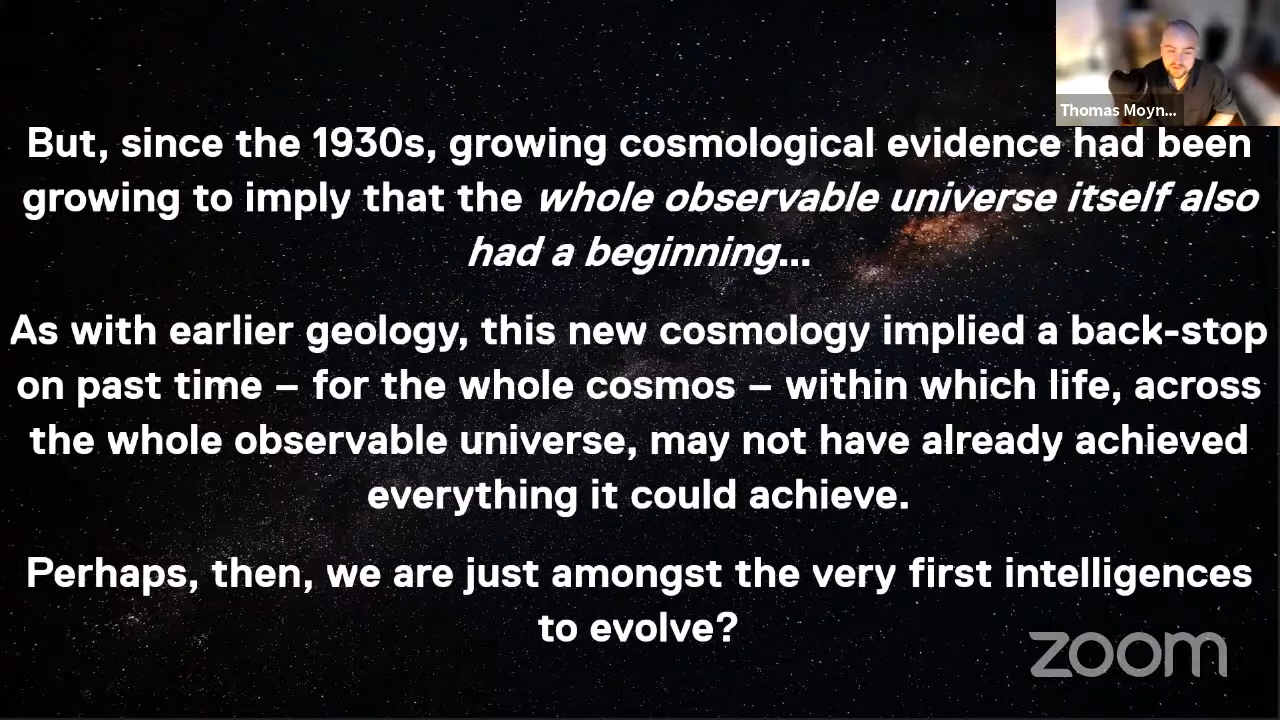 Thomas Moyn...
But, since the 1930s, growing cosmological evidence had been
growing to imply that the whole observable universe itself also
had a beginning...
As with earlier geology, this new cosmology implied a back-stop
on past time – for the whole cosmos – within which life, across
the whole observable universe, may not have already achieved
everything it could achieve.
Perhaps, then, we are just amongst the very first intelligences
to evolve?
zoom